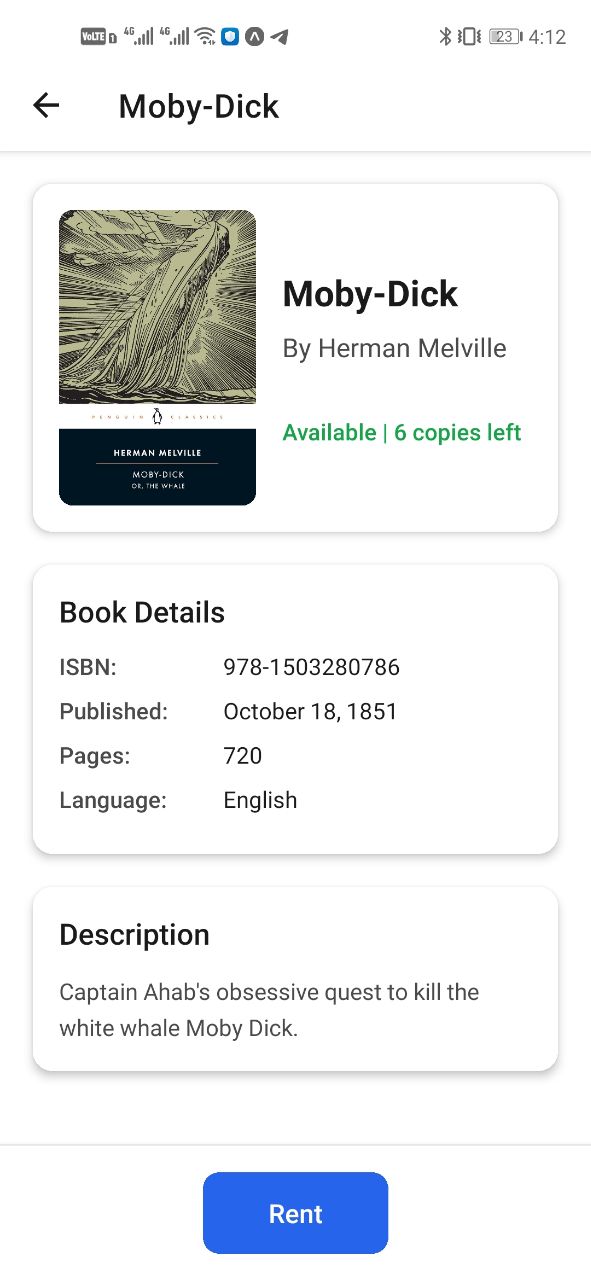 VoLTE 1 4G 4G 23 4:12
Moby-Dick
PENGUIN CLASSICS
HERMAN MELVILLE
MOBY-DICK
OR, THE WHALE
Moby-Dick
By Herman Melville
Available | 6 copies left
Book Details
ISBN: 978-1503280786
Published: October 18, 1851
Pages: 720
Language: English
Description
Captain Ahab's obsessive quest to kill the
white whale Moby Dick.
Rent